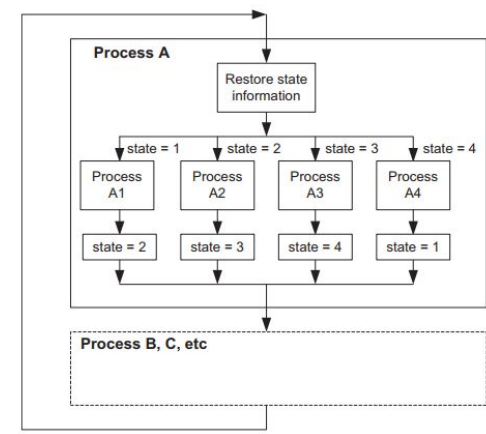 Process A
Restore state
information
state = 1
state = 2
state = 3
state = 4
Process
A1
Process
A2
Process
A3
Process
A4
state = 2
state = 3
state = 4
state = 1
Process B, C, etc